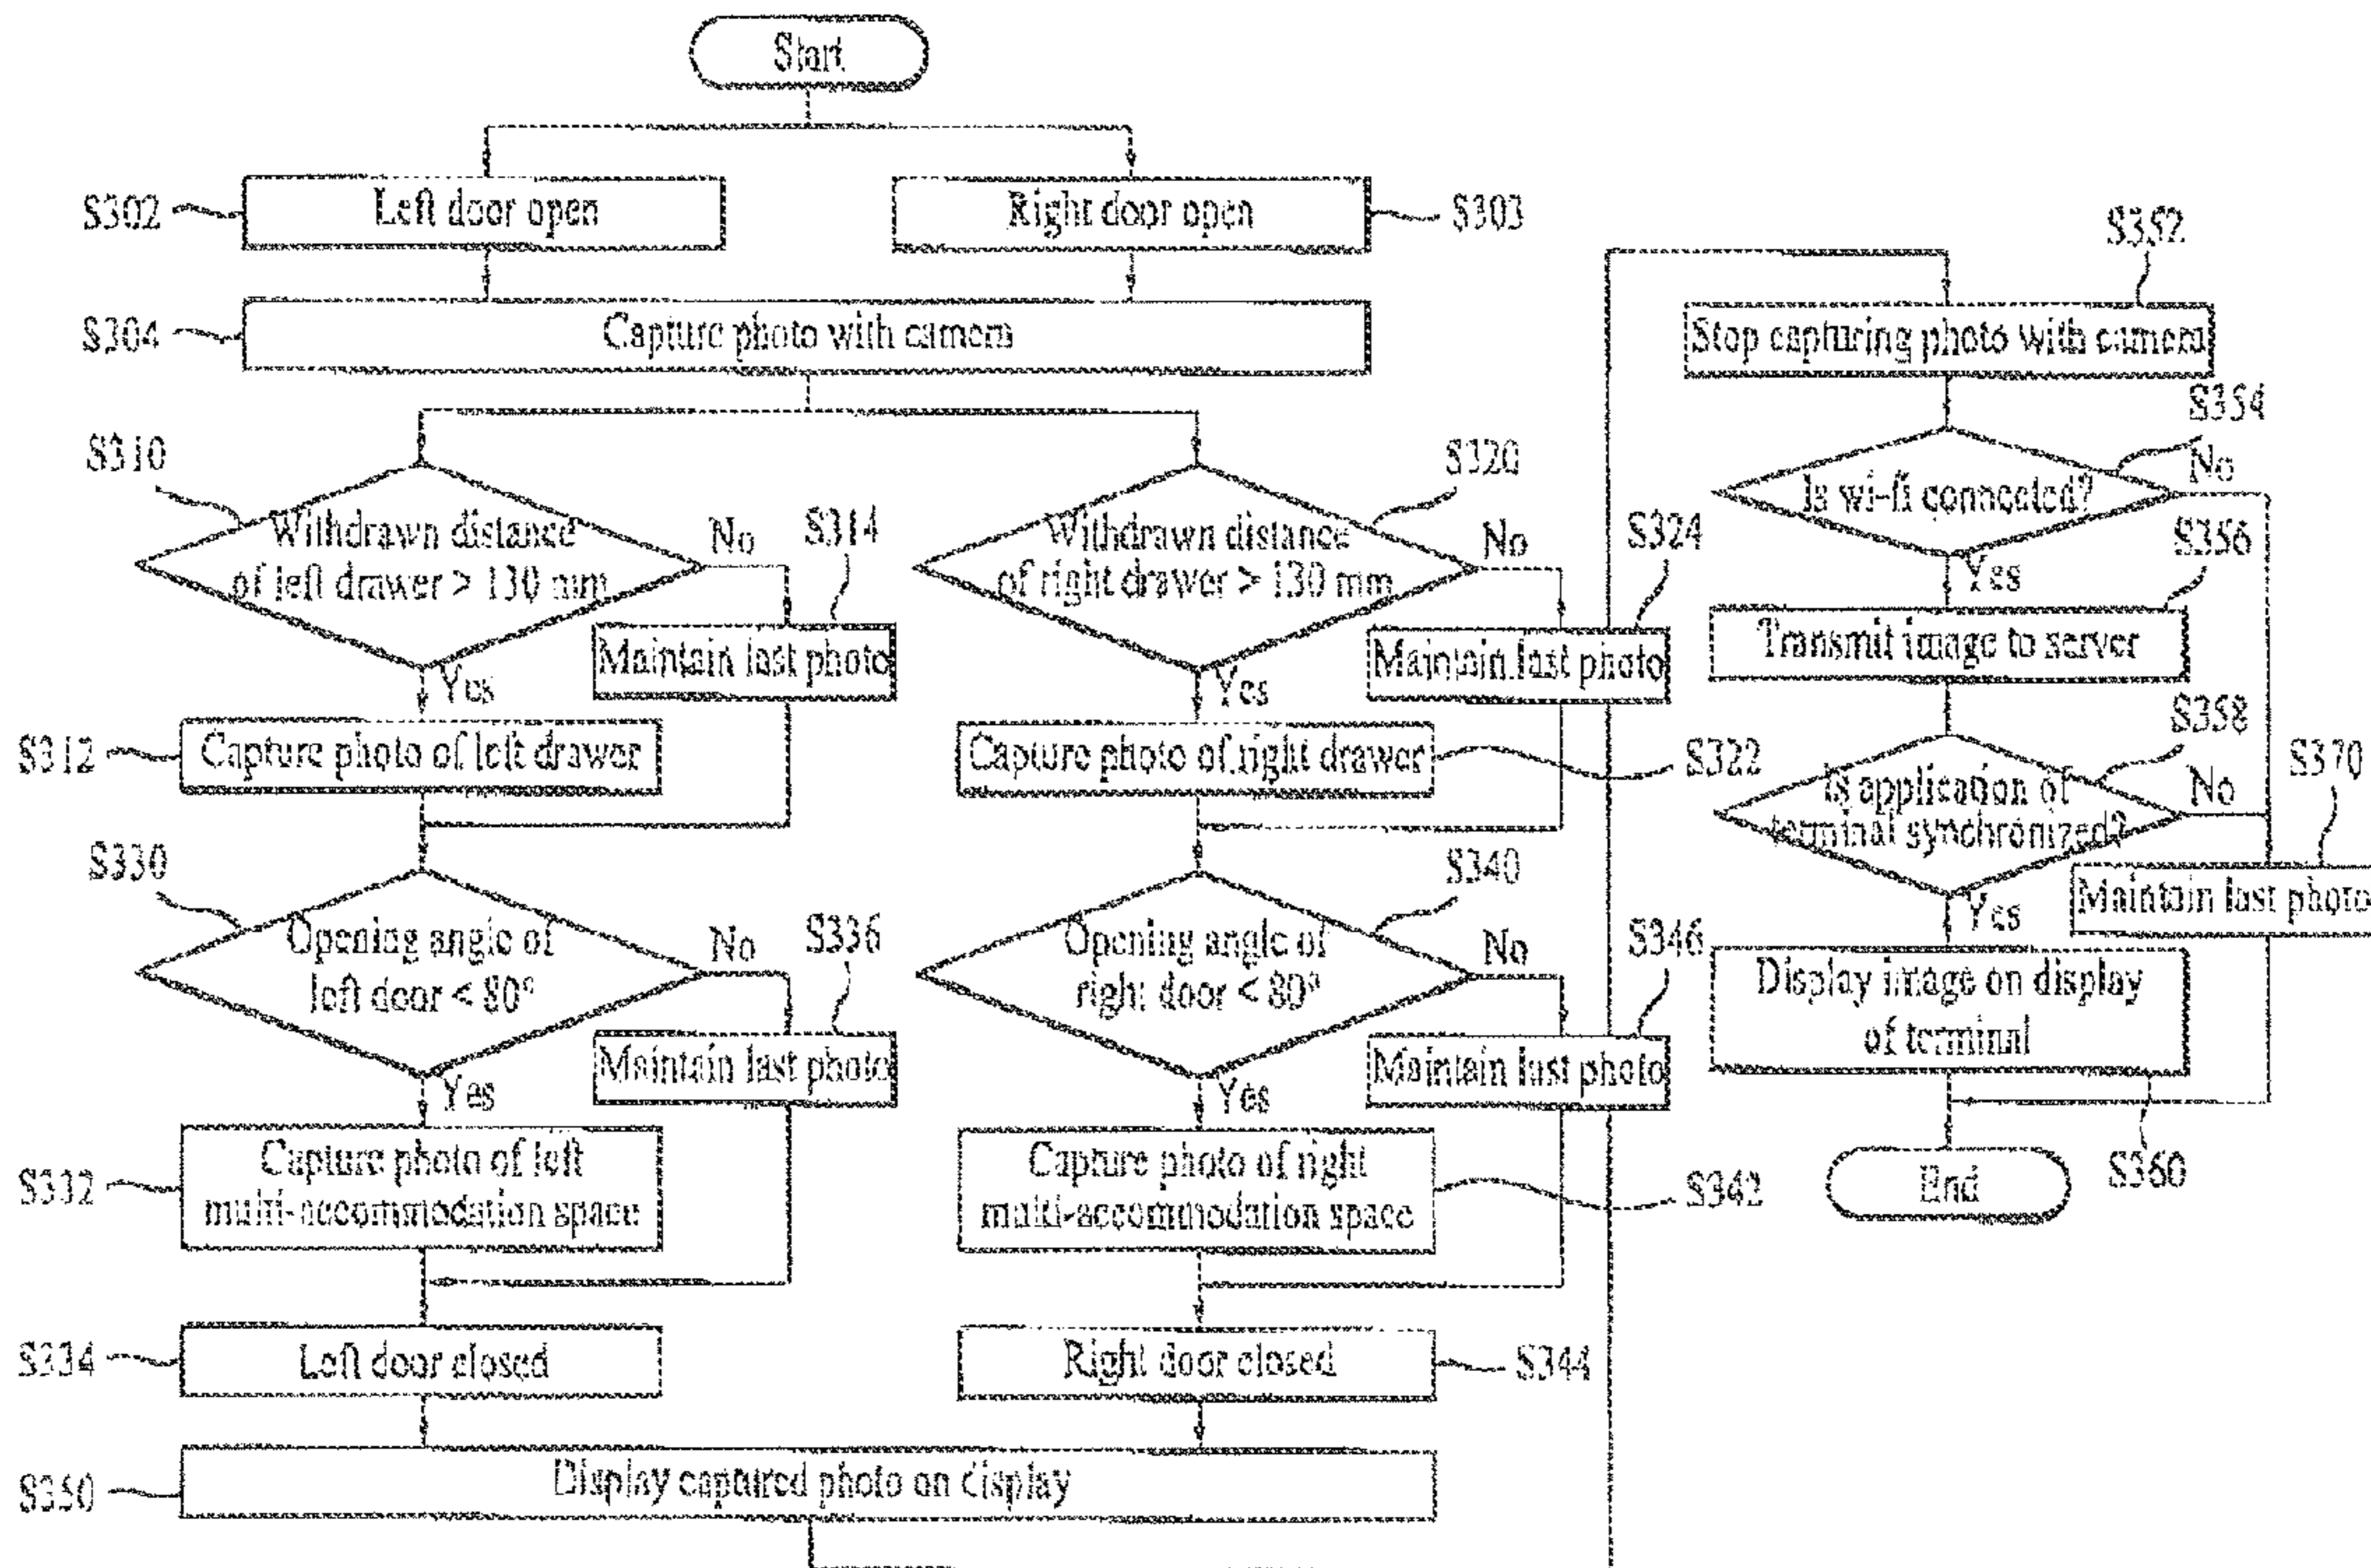 Start
S302
Left door open
Right door open
S303
S304
Capture photo with camera
S310
Withdrawn distance
of left drawer > 130 mm
No
S314
Maintain last photo
Yes
S312
Capture photo of left drawer
S320
Withdrawn distance
of right drawer > 130 mm
No
S324
Maintain last photo
Yes
Capture photo of right drawer
S322
S330
Opening angle of
left door < 80°
No
S336
Maintain last photo
Yes
S332
Capture photo of left
multi-accommodation space
S334
Left door closed
S340
Opening angle of
right door < 80°
No
S346
Maintain last photo
Yes
Capture photo of right
multi-accommodation space
S342
Right door closed
S344
S350
Display captured photo on display
S352
Stop capturing photo with camera
S354
Is wi-fi connected?
No
Yes
S356
Transmit image to server
S358
Is application of
terminal synchronized?
No
S370
Maintain last photo
Yes
Display image on display
of terminal
S360
End